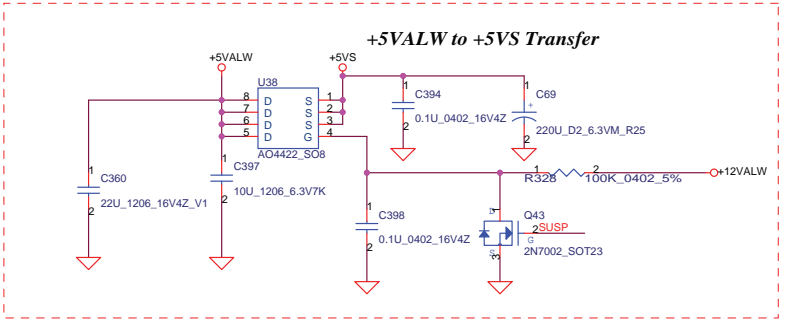 +5VALW to +5VS Transfer
+5VALW
+5VS
U38
8 D S 1
7 D S 2
6 D S 3
5 D G 4
AO4422_SO8
1
C394
0.1U_0402_16V4Z
2
1
C69
+
220U_D2_6.3VM_R25
2
1
C360
22U_1206_16V4Z_V1
2
1
C397
10U_1206_6.3V7K
2
1
C398
0.1U_0402_16V4Z
2
1 2
R328 100K_0402_5%
+12VALW
1
D
Q43
2 SUSP
G
S
3
2N7002_SOT23